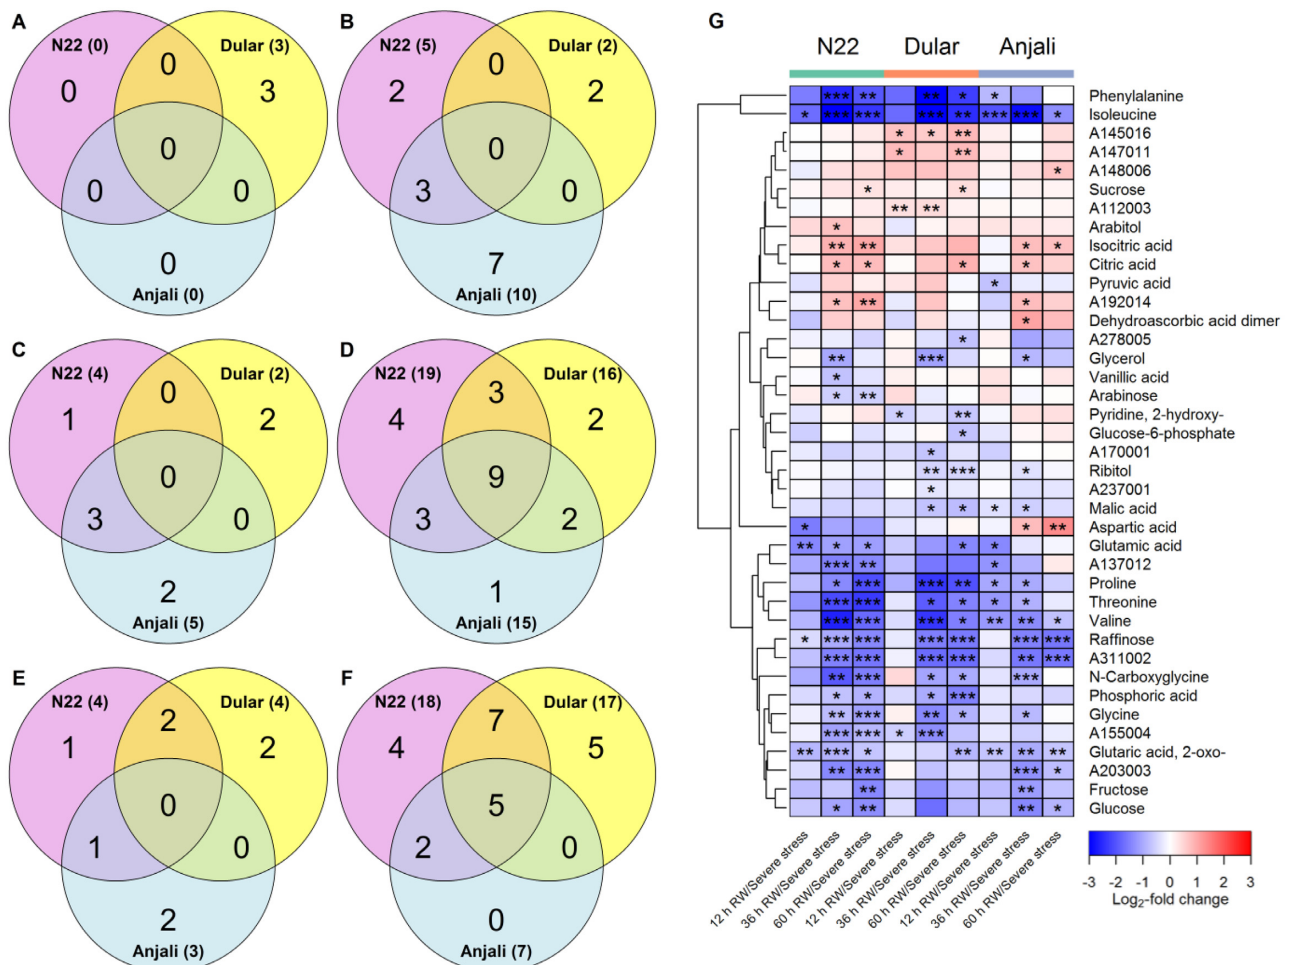 A
N22 (0)
Dular (3)
0
0
3
0
0
0
0
Anjali (0)
B
N22 (5)
Dular (2)
0
2
2
0
3
0
7
Anjali (10)
C
N22 (4)
Dular (2)
0
1
2
0
3
0
2
Anjali (5)
D
N22 (19)
Dular (16)
3
4
2
9
3
2
1
Anjali (15)
E
N22 (4)
Dular (4)
2
1
2
0
1
0
2
Anjali (3)
F
N22 (18)
Dular (17)
7
4
5
5
2
0
0
Anjali (7)
G
N22 Dular Anjali
*** ** ** * * Phenylalanine
* *** *** *** ** *** *** * Isoleucine
* * ** A145016
* ** A147011
* A148006
* * Sucrose
** ** A112003
* Arabitol
** ** * * Isocitric acid
* * * * Citric acid
* Pyruvic acid
* ** * A192014
* Dehydroascorbic acid dimer
* A278005
** *** * Glycerol
* Vanillic acid
* ** Arabinose
* ** Pyridine, 2-hydroxy-
* Glucose-6-phosphate
* A170001
** *** * Ribitol
* A237001
* * * * Malic acid
* * ** Aspartic acid
** * * * * Glutamic acid
*** ** * A137012
* *** *** ** * * Proline
*** *** * * * * Threonine
*** *** *** * ** ** * Valine
* *** *** *** *** *** *** Raffinose
*** *** *** *** ** *** A311002
** *** * * *** N-Carboxyglycine
* * * *** Phosphoric acid
** *** ** * * Glycine
*** *** * *** A155004
** *** * ** ** ** ** Glutaric acid, 2-oxo-
** *** *** * A203003
** ** Fructose
* ** ** * Glucose
12 h RW/Severe stress
36 h RW/Severe stress
60 h RW/Severe stress
12 h RW/Severe stress
36 h RW/Severe stress
60 h RW/Severe stress
12 h RW/Severe stress
36 h RW/Severe stress
60 h RW/Severe stress
-3 -2 -1 0 1 2 3
Log2-fold change